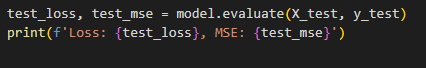 test_loss, test_mse = model.evaluate(X_test, y_test)
print(f'Loss: {test_loss}, MSE: {test_mse}')